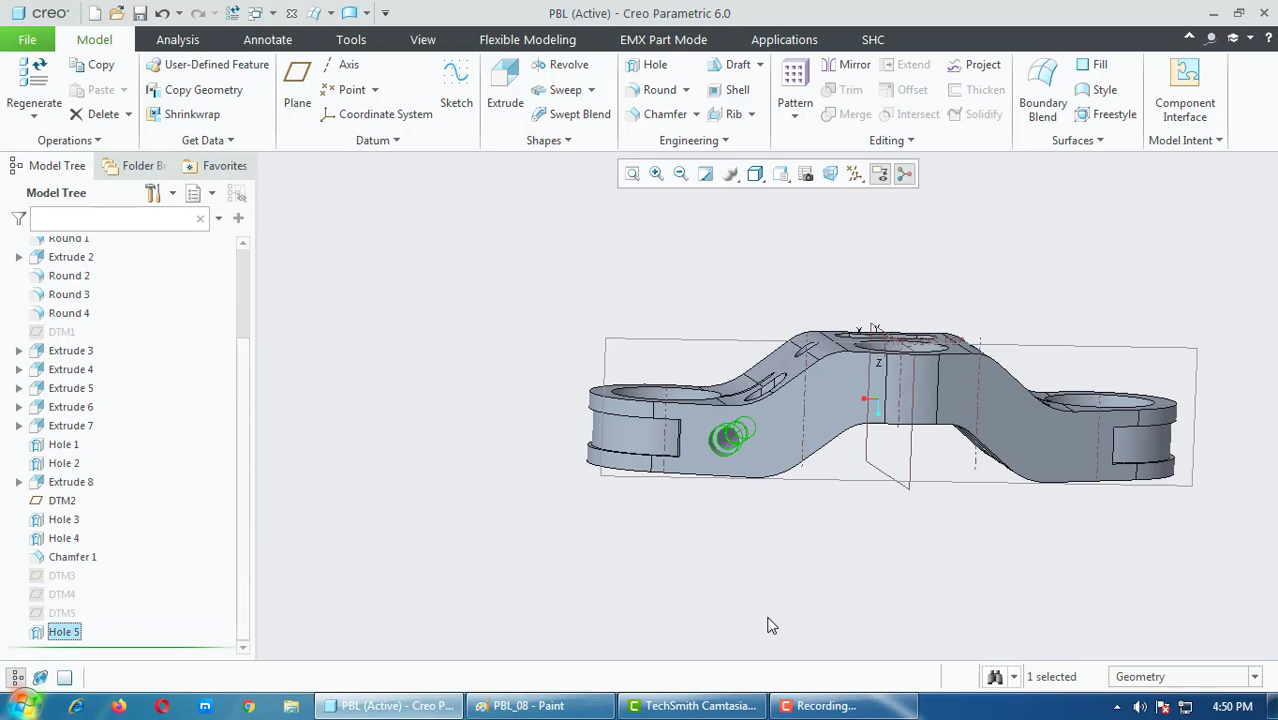 creo
PBL (Active) - Creo Parametric 6.0
File
Model
Analysis
Annotate
Tools
View
Flexible Modeling
EMX Part Mode
Applications
SHC
Regenerate
Copy
Paste
Delete
Operations
User-Defined Feature
Copy Geometry
Shrinkwrap
Get Data
Plane
Axis
Point
Coordinate System
Sketch
Datum
Extrude
Revolve
Sweep
Swept Blend
Shapes
Hole
Round
Chamfer
Draft
Shell
Rib
Engineering
Pattern
Mirror
Trim
Merge
Extend
Offset
Intersect
Project
Thicken
Solidify
Editing
Boundary
Blend
Fill
Style
Freestyle
Surfaces
Component
Interface
Model Intent
Model Tree
Folder B
Favorites
Model Tree
Round 1
Extrude 2
Round 2
Round 3
Round 4
DTM1
Extrude 3
Extrude 4
Extrude 5
Extrude 6
Extrude 7
Hole 1
Hole 2
Extrude 8
DTM2
Hole 3
Hole 4
Chamfer 1
DTM3
DTM4
DTM5
Hole 5
X
Y
Z
1 selected
Geometry
PBL (Active) - Creo P...
PBL_08 - Paint
TechSmith Camtasia...
Recording...
4:50 PM